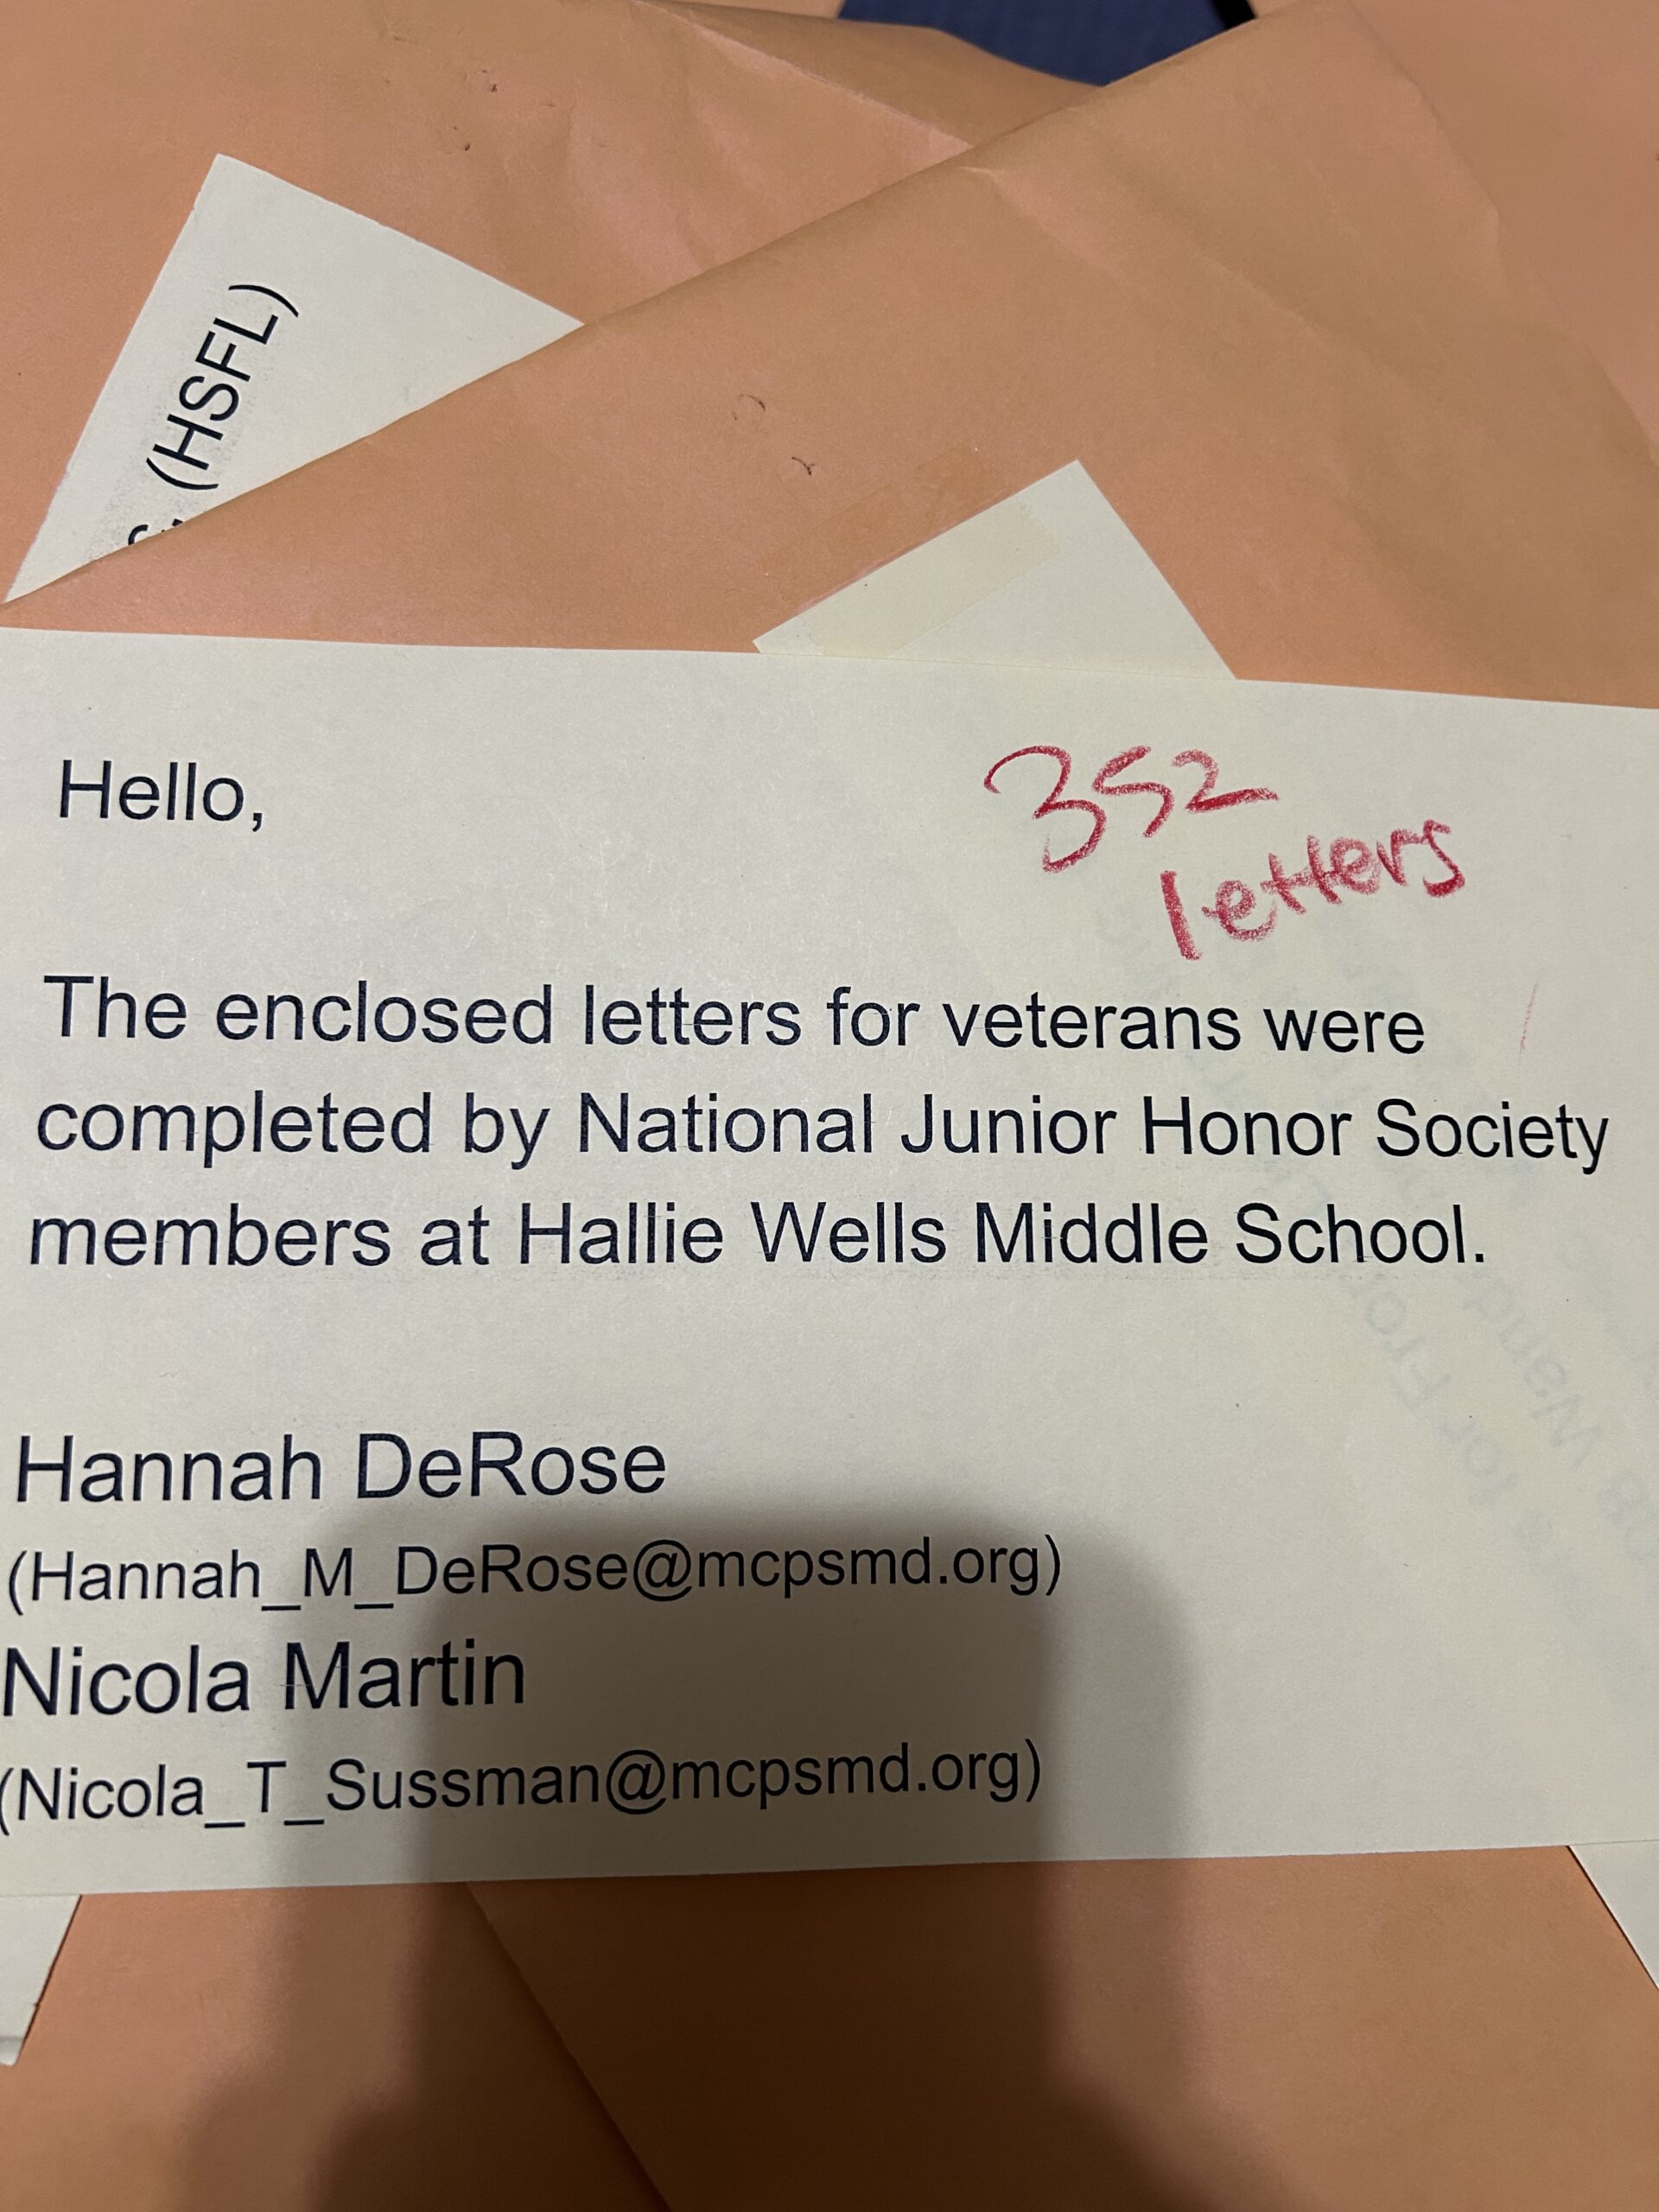 (HSFL)
Hello,
352
letters
The enclosed letters for veterans were
completed by National Junior Honor Society
members at Hallie Wells Middle School.
Hannah DeRose
(Hannah_M_DeRose@mcpsmd.org)
Nicola Martin
(Nicola_T_Sussman@mcpsmd.org)